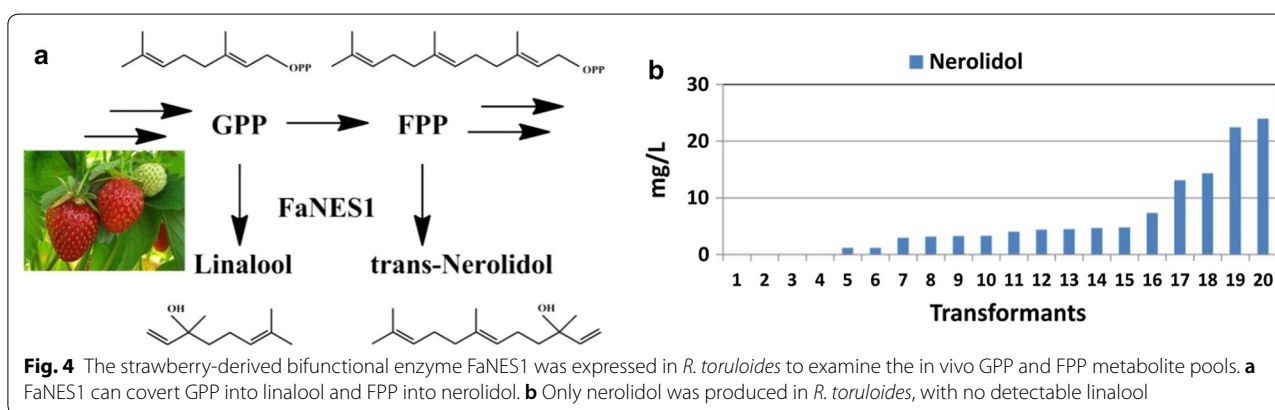 a
OPP
OPP
GPP
FPP
FaNES1
Linalool
trans-Nerolidol
OH
OH
b
Nerolidol
30
20
10
0
mg/L
1 2 3 4 5 6 7 8 9 10 11 12 13 14 15 16 17 18 19 20
Transformants
Fig. 4 The strawberry-derived bifunctional enzyme FaNES1 was expressed in R. toruloides to examine the in vivo GPP and FPP metabolite pools. a
FaNES1 can covert GPP into linalool and FPP into nerolidol. b Only nerolidol was produced in R. toruloides, with no detectable linalool